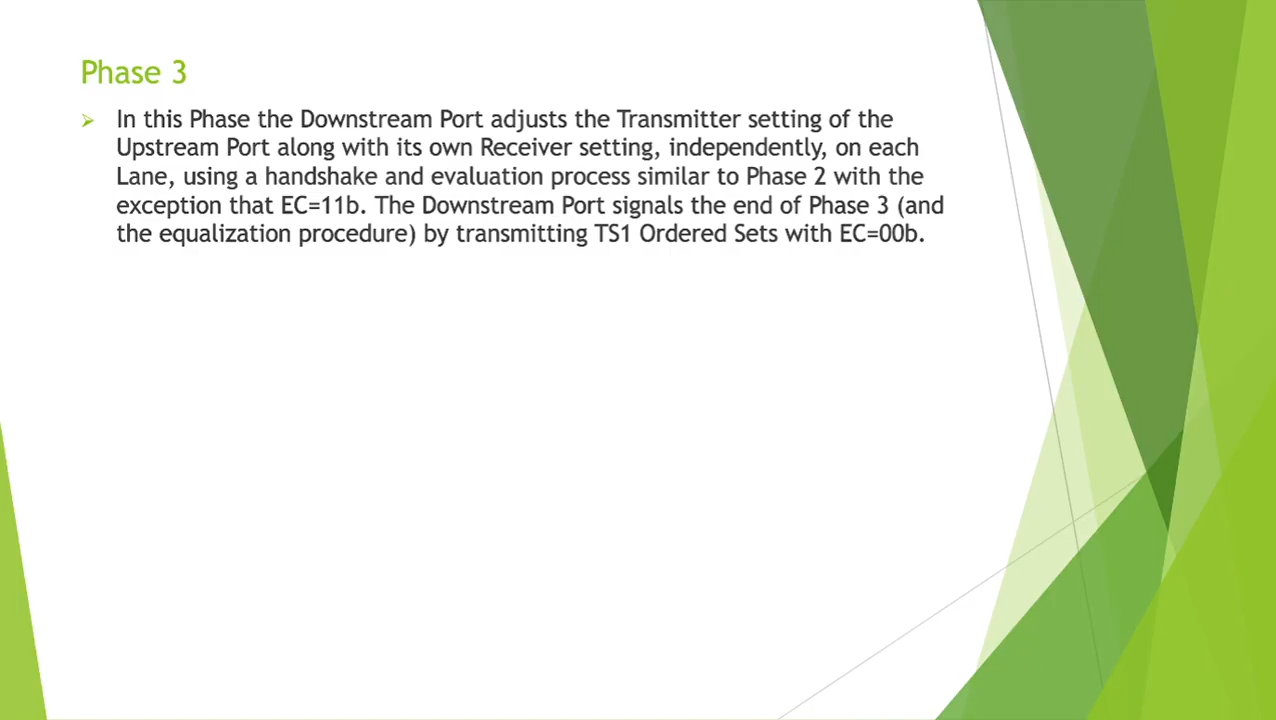 Phase 3
In this Phase the Downstream Port adjusts the Transmitter setting of the
Upstream Port along with its own Receiver setting, independently, on each
Lane, using a handshake and evaluation process similar to Phase 2 with the
exception that EC=11b. The Downstream Port signals the end of Phase 3 (and
the equalization procedure) by transmitting TS1 Ordered Sets with EC=00b.